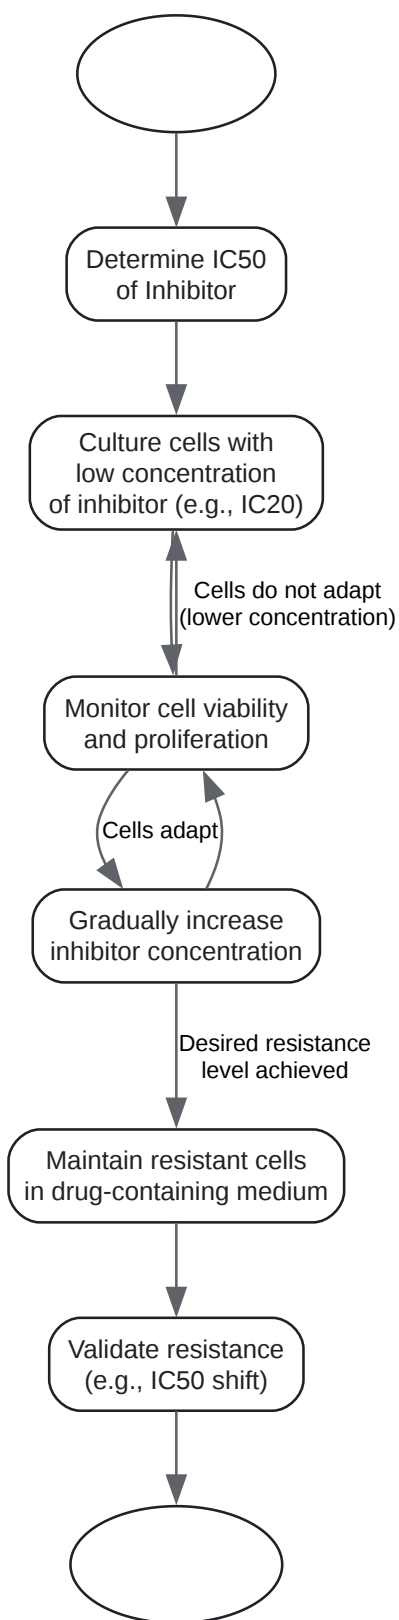 Determine IC50
of Inhibitor
Culture cells with
low concentration
of inhibitor (e.g., IC20)
Cells do not adapt
(lower concentration)
Monitor cell viability
and proliferation
Cells adapt
Gradually increase
inhibitor concentration
Desired resistance
level achieved
Maintain resistant cells
in drug-containing medium
Validate resistance
(e.g., IC50 shift)